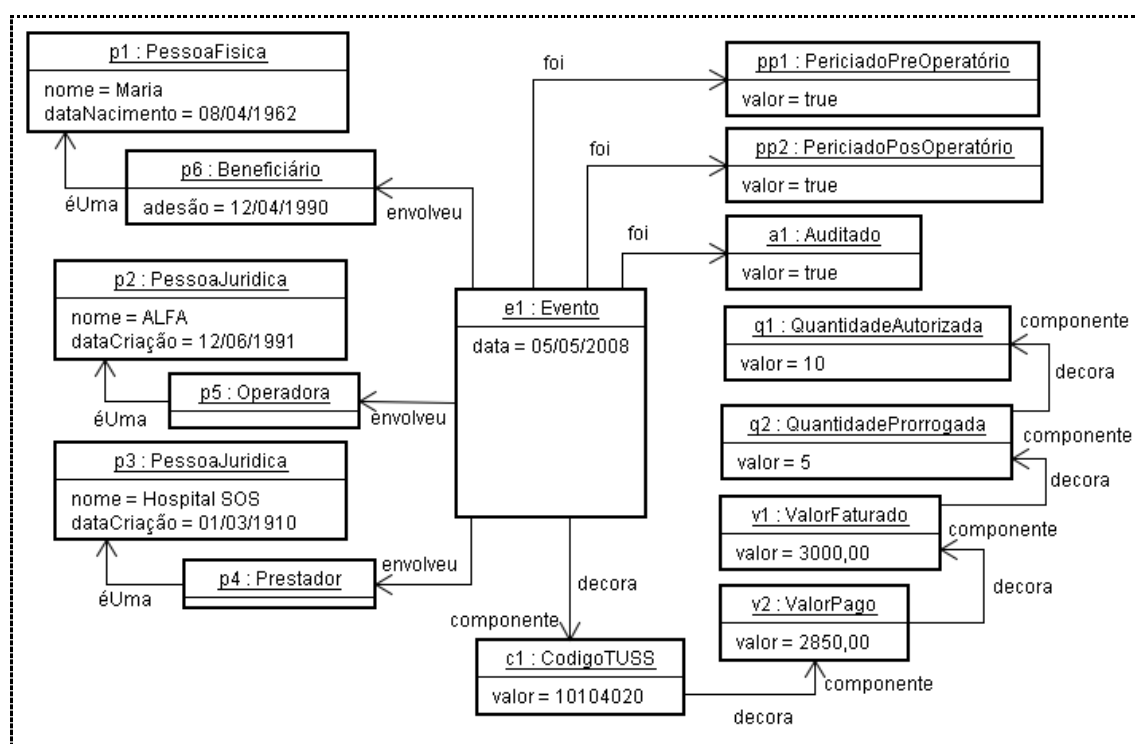 p1 : PessoaFisica
nome = Maria
dataNacimento = 08/04/1962
p6 : Beneficiário
adesão = 12/04/1990
éUma
envolveu
p2 : PessoaJuridica
nome = ALFA
dataCriação = 12/06/1991
p5 : Operadora
éUma
envolveu
p3 : PessoaJuridica
nome = Hospital SOS
dataCriação = 01/03/1910
p4 : Prestador
éUma
envolveu
e1 : Evento
data = 05/05/2008
foi
pp1 : PericiadoPreOperatório
valor = true
foi
pp2 : PericiadoPosOperatório
valor = true
foi
a1 : Auditado
valor = true
q1 : QuantidadeAutorizada
valor = 10
componente
decora
q2 : QuantidadeProrrogada
valor = 5
componente
decora
v1 : ValorFaturado
valor = 3000,00
componente
decora
v2 : ValorPago
valor = 2850,00
componente
decora
decora
componente
c1 : CodigoTUSS
valor = 10104020